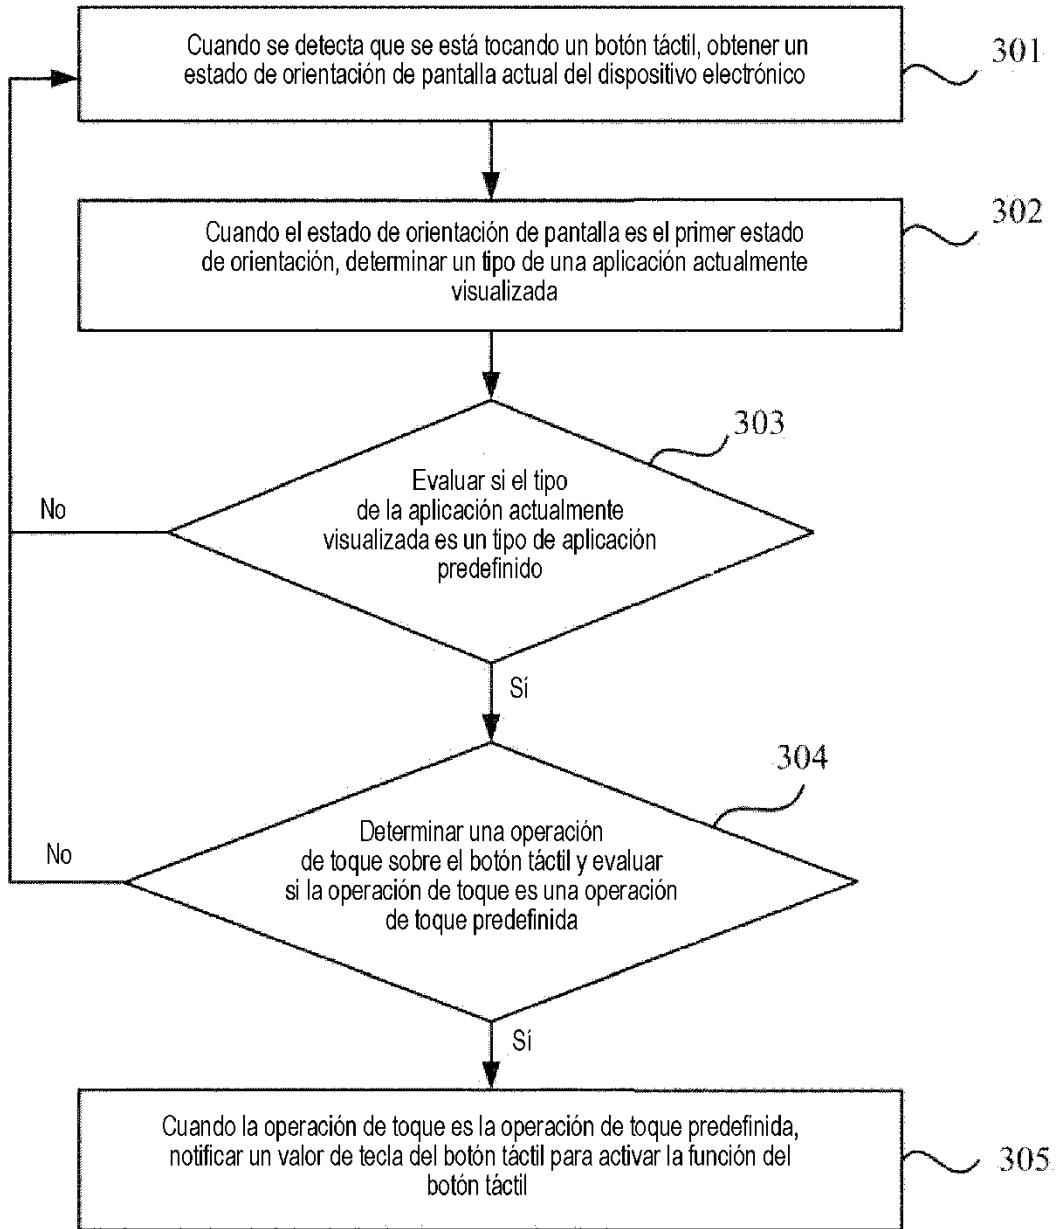 Cuando se detecta que se está tocando un botón táctil, obtener un
estado de orientación de pantalla actual del dispositivo electrónico
301
Cuando el estado de orientación de pantalla es el primer estado
de orientación, determinar un tipo de una aplicación actualmente
visualizada
302
303
Evaluar si el tipo
de la aplicación actualmente
visualizada es un tipo de aplicación
predefinido
No
Sí
304
Determinar una operación
de toque sobre el botón táctil y evaluar
si la operación de toque es una operación
de toque predefinida
No
Sí
Cuando la operación de toque es la operación de toque predefinida,
notificar un valor de tecla del botón táctil para activar la función del
botón táctil
305